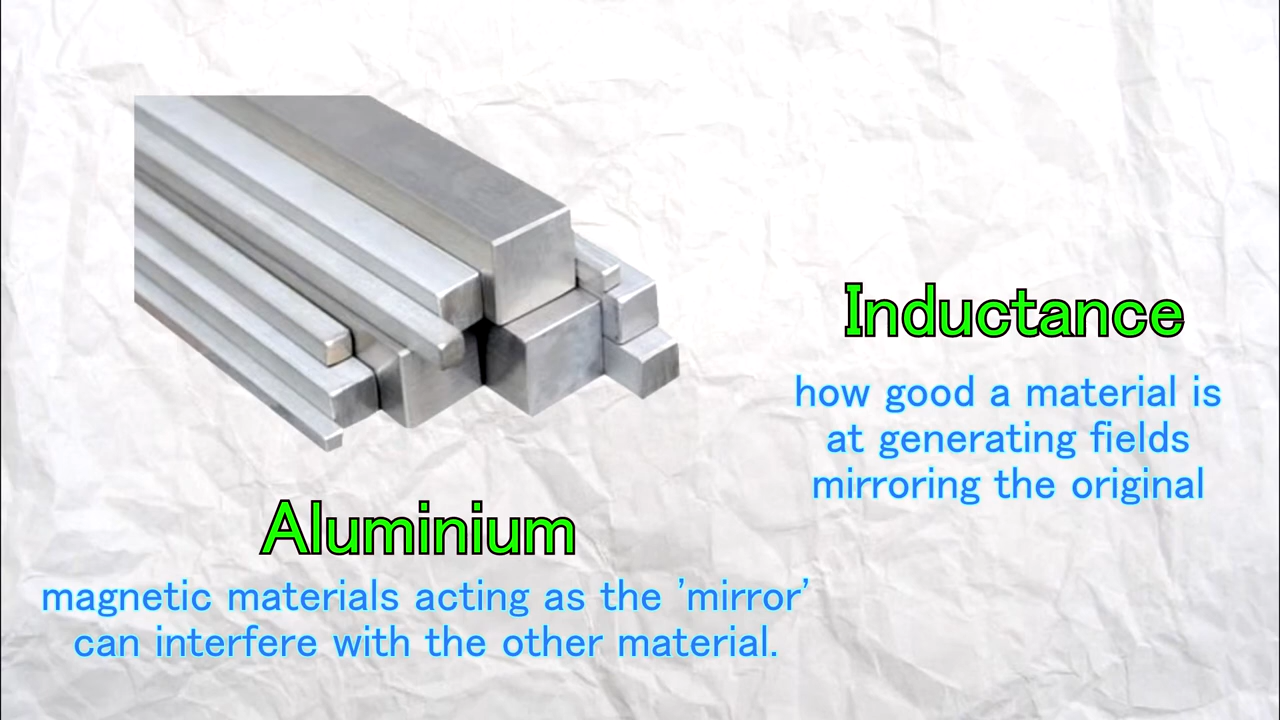 Inductance
how good a material is
at generating fields
mirroring the original
Aluminium
magnetic materials acting as the 'mirror'
can interfere with the other material.